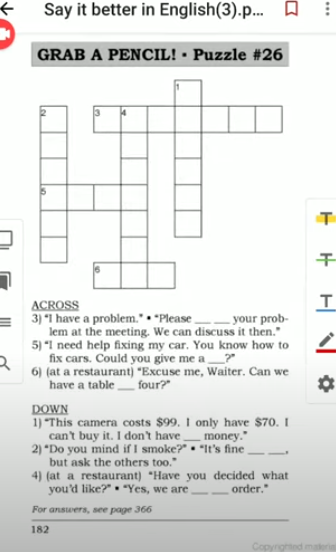 Say it better in English(3).p...
GRAB A PENCIL! • Puzzle #26
1
2
3
4
5
6
ACROSS
3) “I have a problem.” • “Please ___ ___ your prob-
lem at the meeting. We can discuss it then.”
5) “I need help fixing my car. You know how to
fix cars. Could you give me a ___?”
6) (at a restaurant) “Excuse me, Waiter. Can we
have a table ___ four?”
DOWN
1) “This camera costs $99. I only have $70. I
can't buy it. I don't have ___ money.”
2) “Do you mind if I smoke?” • “It's fine ___ ___,
but ask the others too.”
4) (at a restaurant) “Have you decided what
you'd like?” • “Yes, we are ___ ___ order.”
For answers, see page 366
182
Copyrighted material
T
T
T